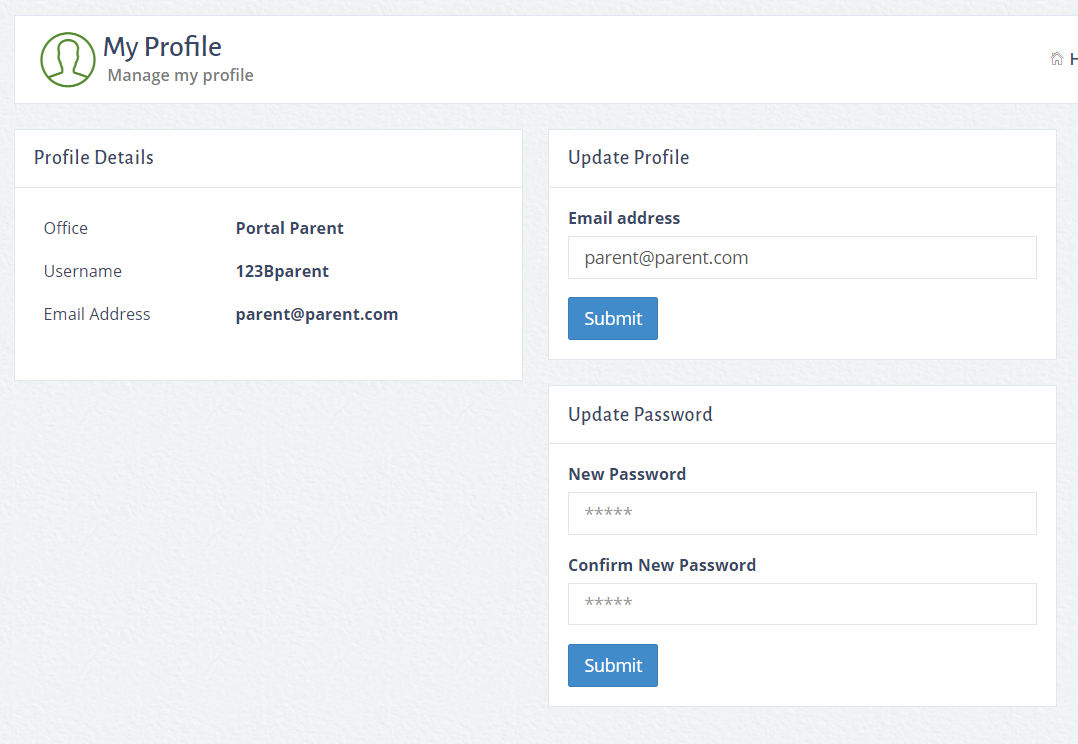 My Profile
Manage my profile
H
Profile Details
Office Portal Parent
Username 123Bparent
Email Address parent@parent.com
Update Profile
Email address
parent@parent.com
Submit
Update Password
New Password
*****
Confirm New Password
*****
Submit